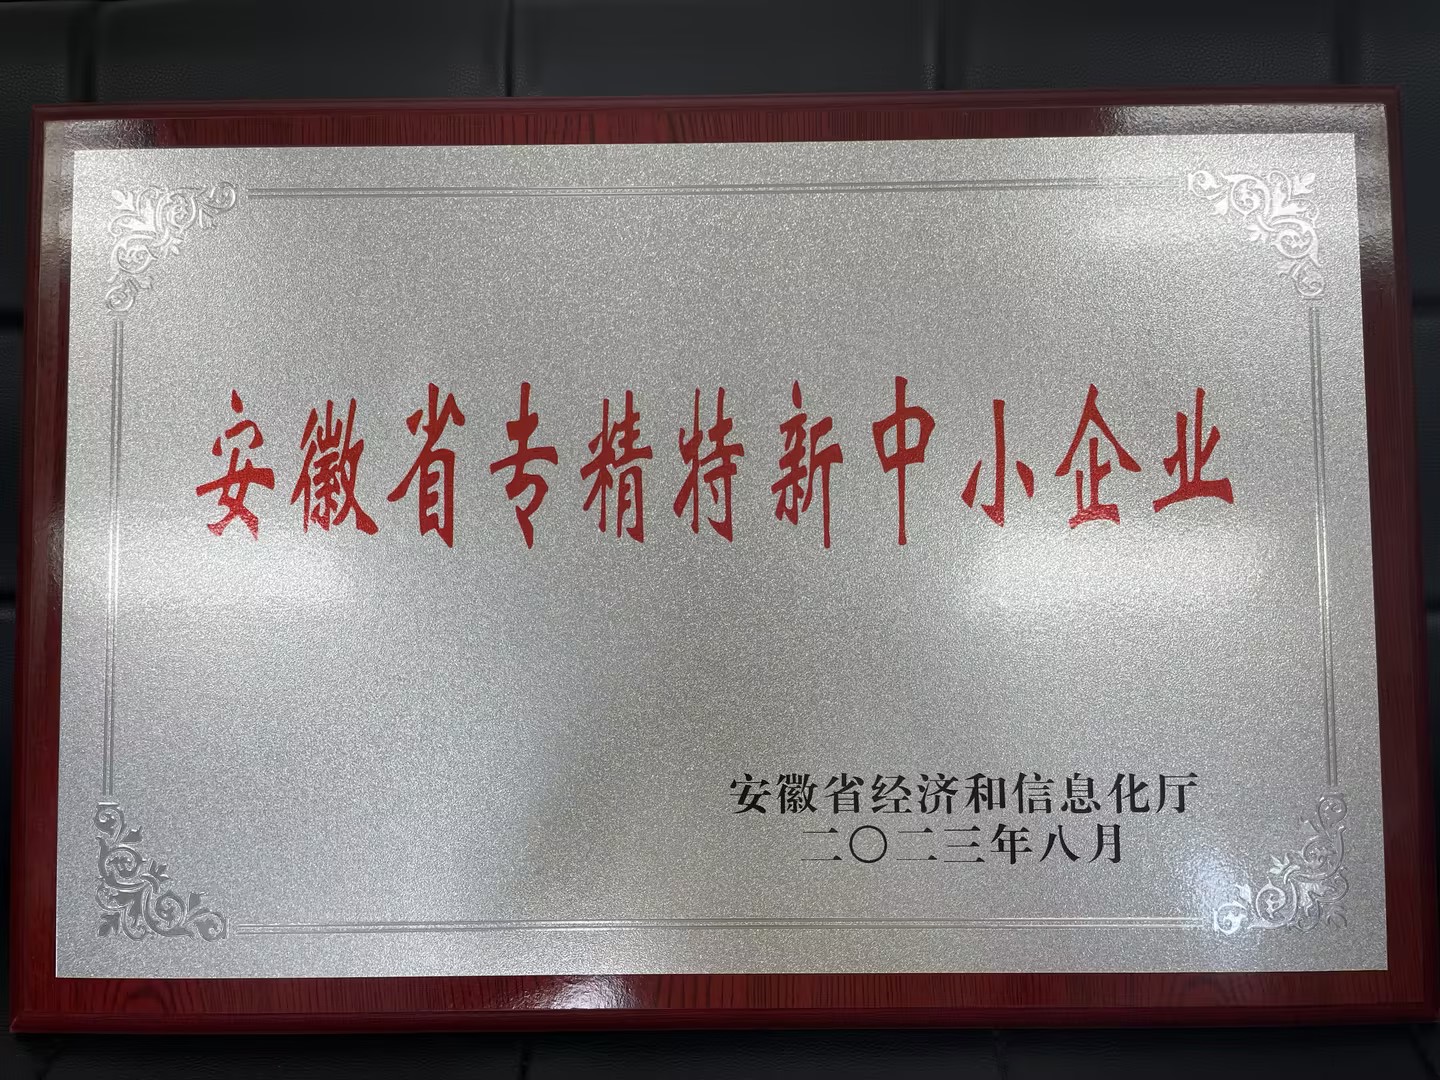 安徽省专精特新中小企业
安徽省经济和信息化厅
二〇二三年八月